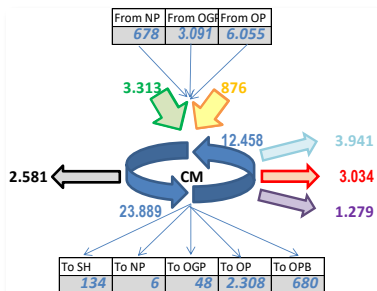 From NP From OGP From OP
678 3.091 6.055
3.313 876
12.458 3.941
2.581 CM 3.034
23.889 1.279
To SH To NP To OGP To OP To OPB
134 6 48 2.308 680